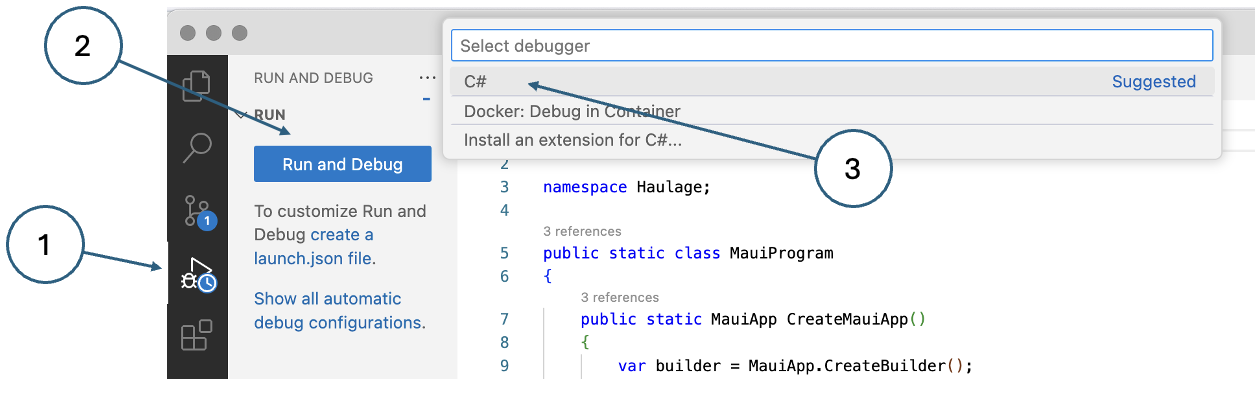 2
Select debugger
RUN AND DEBUG ...
C# Suggested
RUN
Docker: Debug in Container
Install an extension for C#...
Run and Debug
3
2
3 namespace Haulage;
4
1
To customize Run and
Debug create a
launch.json file.
1
3 references
5 public static class MauiProgram
6 {
Show all automatic
debug configurations.
3 references
7 public static MauiApp CreateMauiApp()
8 {
9 var builder = MauiApp.CreateBuilder();